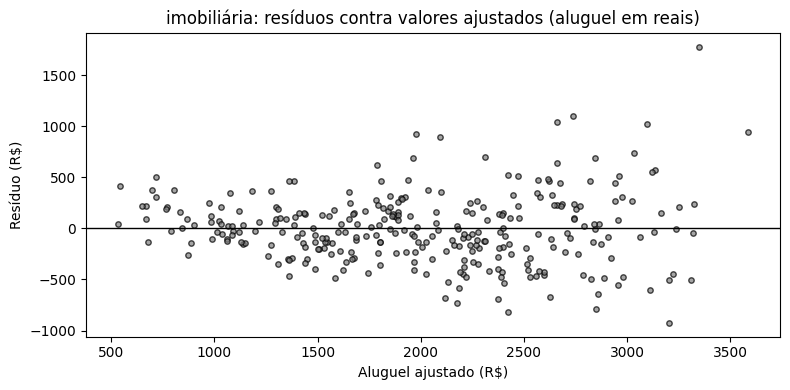 imobiliária: resíduos contra valores ajustados (aluguel em reais)
Resíduo (R$)
1500
1000
500
0
−500
−1000
500 1000 1500 2000 2500 3000 3500
Aluguel ajustado (R$)